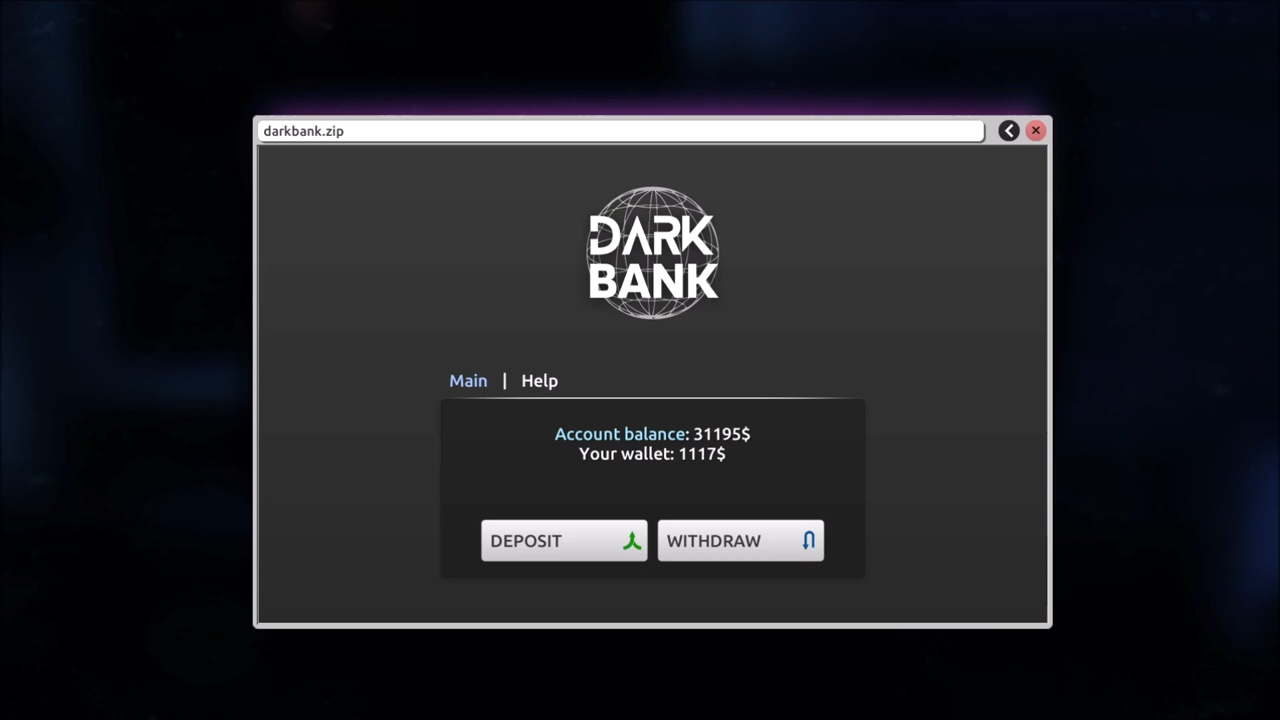 darkbank.zip
DARK
BANK
Main | Help
Account balance: 31195$
Your wallet: 1117$
DEPOSIT WITHDRAW